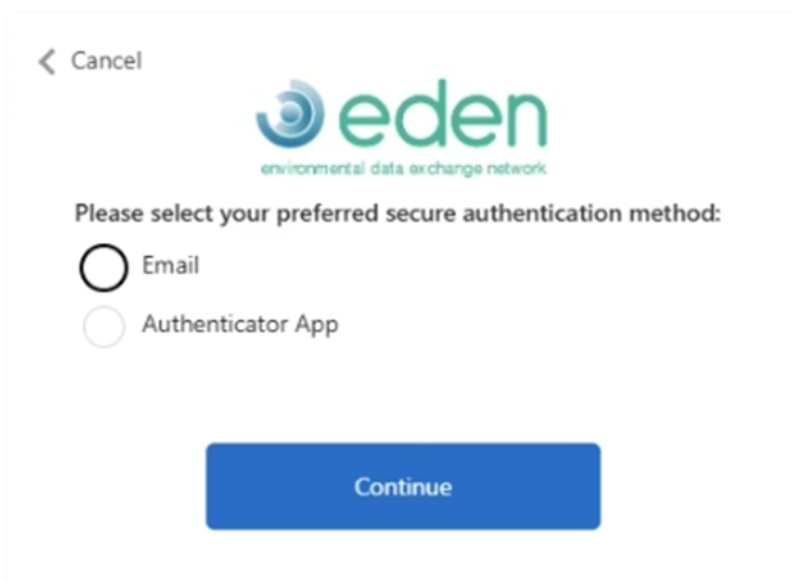 Cancel
eden
environmental data exchange network
Please select your preferred secure authentication method:
Email
Authenticator App
Continue